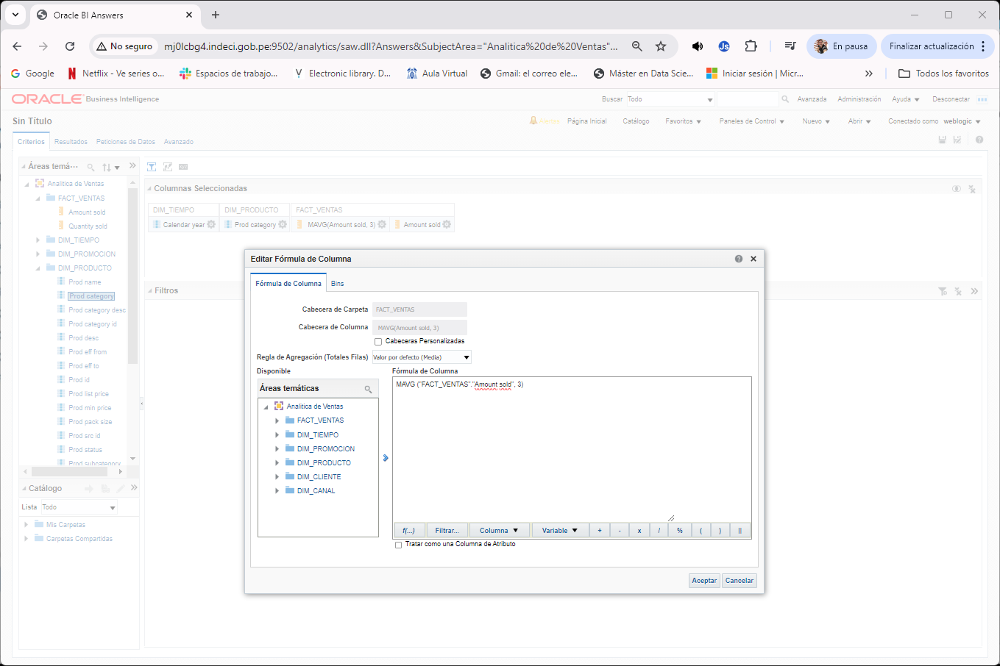 Oracle BI Answers
No seguro
mj0lcbg4.indeci.gob.pe:9502/analytics/saw.dll?Answers&SubjectArea="Analitica%20de%20Ventas"...
En pausa
Finalizar actualización
Google
Netflix - Ve series o...
Espacios de trabajo...
Electronic library. D...
Aula Virtual
Gmail: el correo ele...
Máster en Data Scie...
Iniciar sesión | Micr...
Todos los favoritos
ORACLE Business Intelligence
Buscar Todo
Avanzada
Administración
Ayuda
Desconectar
Sin Título
Alertas
Página Inicial
Catálogo
Favoritos
Paneles de Control
Nuevo
Abrir
Conectado como weblogic
Criterios
Resultados
Peticiones de Datos
Avanzado
Áreas temá...
Analitica de Ventas
FACT_VENTAS
Amount sold
Quantity sold
DIM_TIEMPO
DIM_PROMOCION
DIM_PRODUCTO
Prod name
Prod category
Prod category desc
Prod category id
Prod desc
Prod eff from
Prod eff to
Prod id
Prod list price
Prod min price
Prod pack size
Prod src id
Prod status
Prod subcategory
Catálogo
Lista Todo
Mis Carpetas
Carpetas Compartidas
Columnas Seleccionadas
DIM_TIEMPO
DIM_PRODUCTO
FACT_VENTAS
Calendar year
Prod category
MAVG(Amount sold, 3)
Amount sold
Filtros
Editar Fórmula de Columna
Fórmula de Columna
Bins
Cabecera de Carpeta FACT_VENTAS
Cabecera de Columna MAVG(Amount sold, 3)
Cabeceras Personalizadas
Regla de Agregación (Totales Filas) Valor por defecto (Media)
Disponible
Áreas temáticas
Analitica de Ventas
FACT_VENTAS
DIM_TIEMPO
DIM_PROMOCION
DIM_PRODUCTO
DIM_CLIENTE
DIM_CANAL
Fórmula de Columna
MAVG ("FACT_VENTAS"."Amount sold", 3)
f(...)
Filtrar...
Columna
Variable
+
-
x
/
%
(
)
||
Tratar como una Columna de Atributo
Aceptar
Cancelar